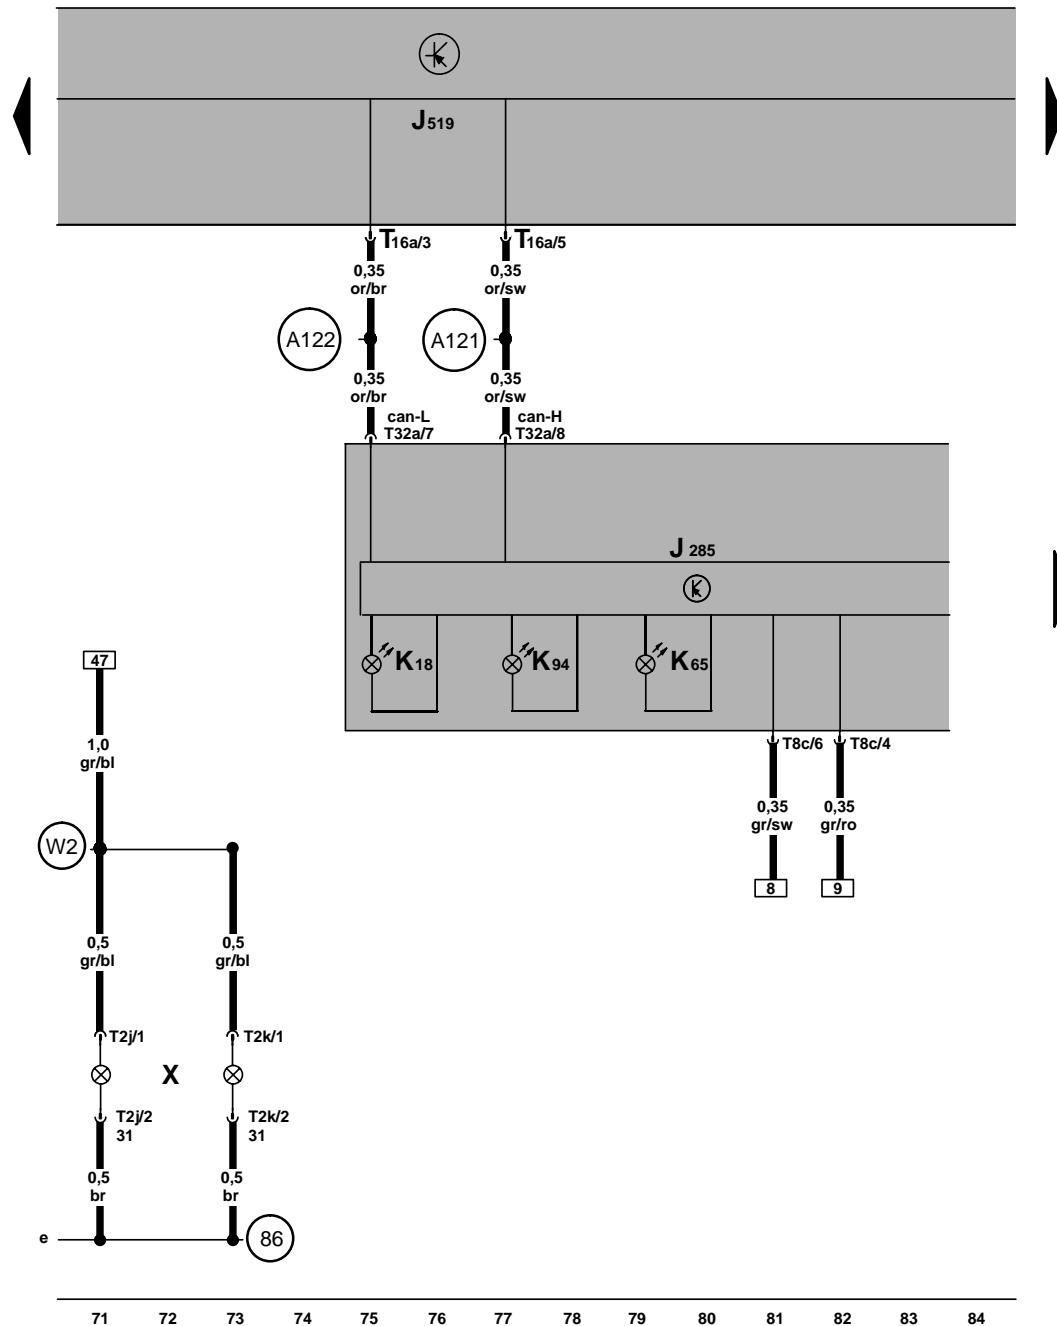 J519
T16a/3
T16a/5
0,35
or/br
0,35
or/sw
A122
A121
0,35
or/br
0,35
or/sw
can-L
T32a/7
can-H
T32a/8
J 285
K18
K94
K65
47
T8c/6
T8c/4
1,0
gr/bl
0,35
gr/sw
0,35
gr/ro
W2
8
9
0,5
gr/bl
0,5
gr/bl
T2j/1
T2k/1
X
T2j/2
31
T2k/2
31
0,5
br
0,5
br
e
86
71 72 73 74 75 76 77 78 79 80 81 82 83 84